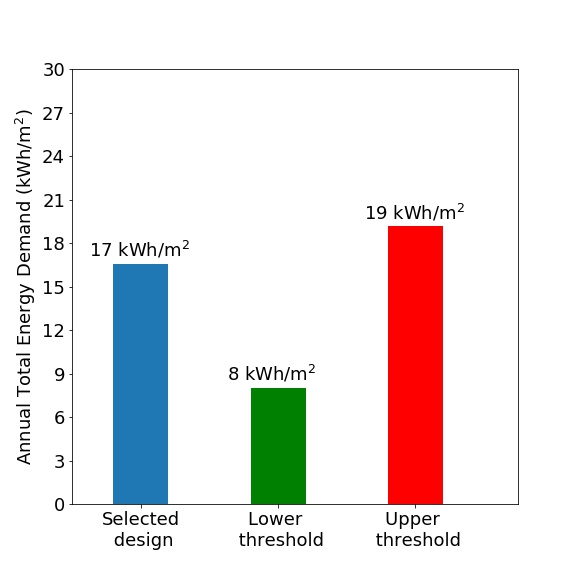 Annual Total Energy Demand (kWh/m²)
30
27
24
21
18
15
12
9
6
3
0
17 kWh/m²
8 kWh/m²
19 kWh/m²
Selected
design
Lower
threshold
Upper
threshold